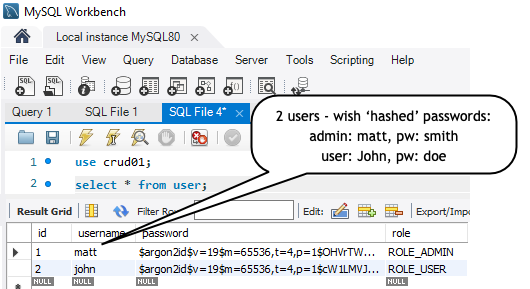 MySQL Workbench
Local instance MySQL80 ×
File Edit View Query Database Server Tools Scripting Help
Query 1 SQL File 1 SQL File 4* ×
2 users - wish ‘hashed’ passwords:
admin: matt, pw: smith
user: John, pw: doe
1 use crud01;
2 select * from user;
Result Grid Filter Rows Edit: Export/Impo
id username password role
1 matt $argon2id$v=19$m=65536,t=4,p=1$OHVrTW... ROLE_ADMIN
2 john $argon2id$v=19$m=65536,t=4,p=1$cW1LMVJ... ROLE_USER
NULL NULL NULL NULL